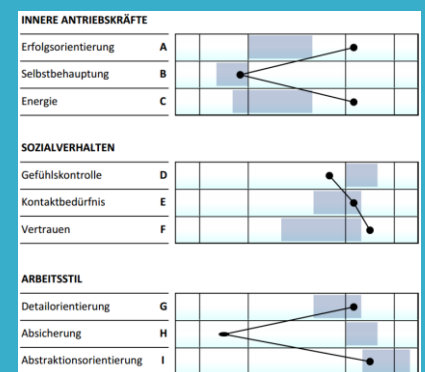 INNERE ANTRIEBSKRÄFTE
Erfolgsorientierung A
Selbstbehauptung B
Energie C
SOZIALVERHALTEN
Gefühlskontrolle D
Kontaktbedürfnis E
Vertrauen F
ARBEITSSTIL
Detailorientierung G
Absicherung H
Abstraktionsorientierung I